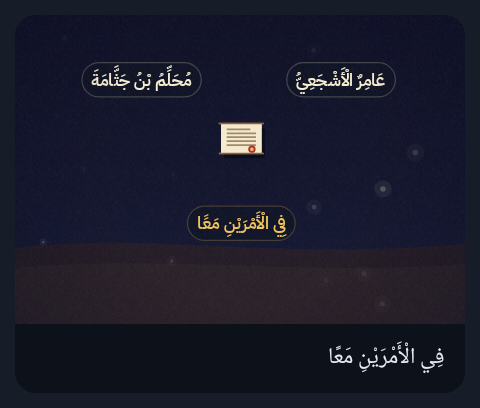 عَامِرٌ الْأَشْجَعِيُّ
مُحَلِّمُ بْنُ جَثَّامَةَ
فِي الْأَمْرَيْنِ مَعًا
فِي الْأَمْرَيْنِ مَعًا